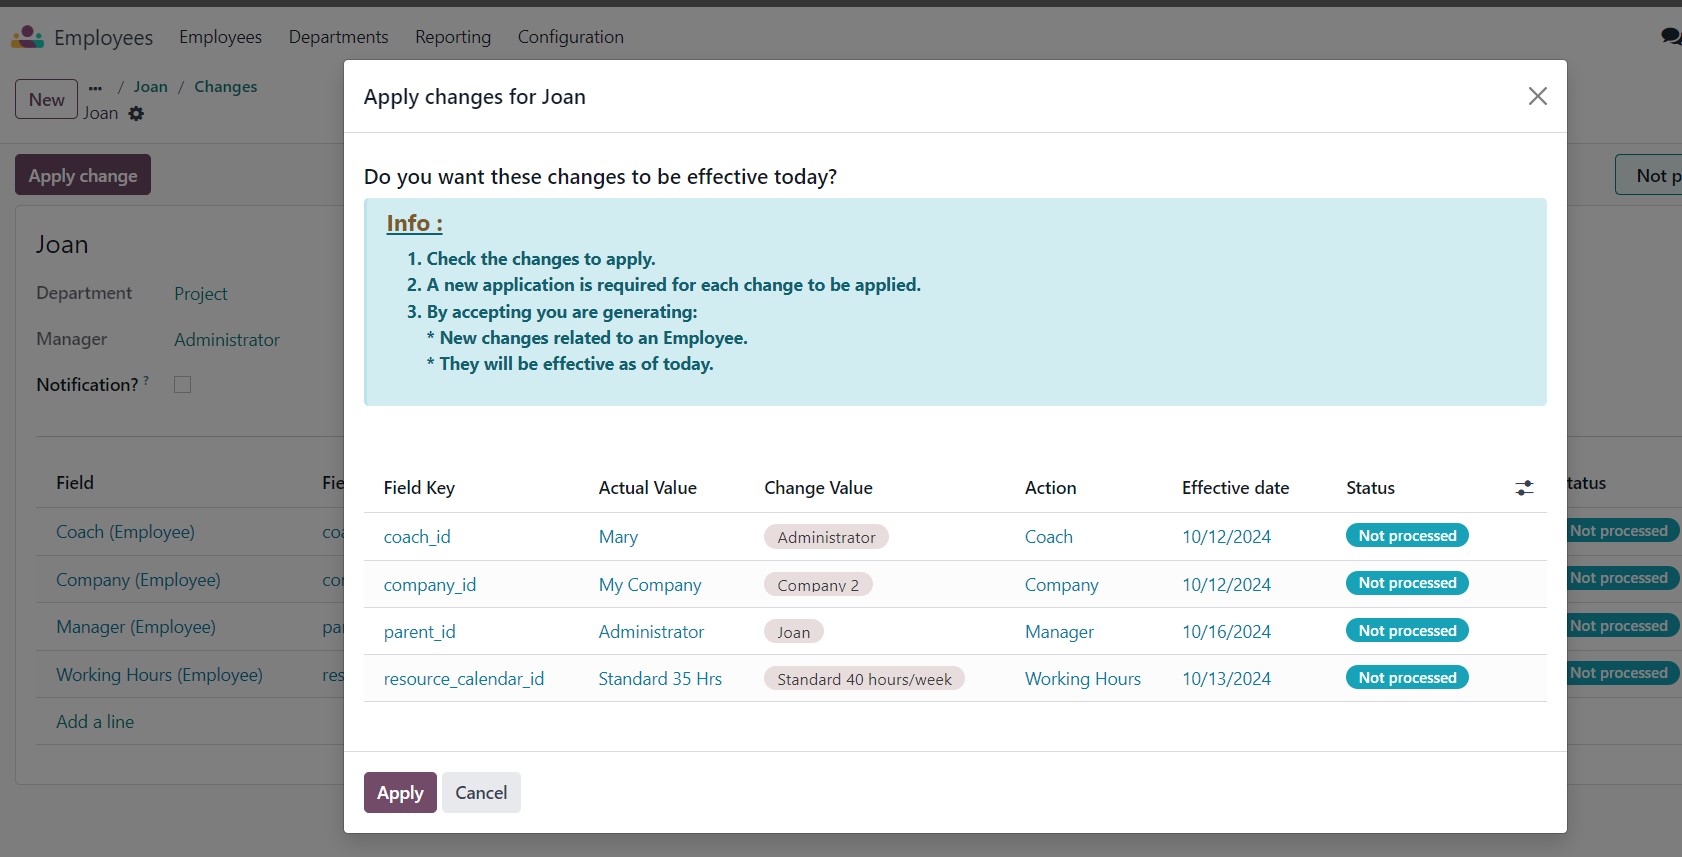 Employees Employees Departments Reporting Configuration
New ... / Joan / Changes
Joan
Apply change
Not p
Joan
Department Project
Manager Administrator
Notification? ?
Field Fie tatus
Coach (Employee) coa Not processed
Company (Employee) cor Not processed
Manager (Employee) par Not processed
Working Hours (Employee) res Not processed
Add a line
Apply changes for Joan
Do you want these changes to be effective today?
Info :
1. Check the changes to apply.
2. A new application is required for each change to be applied.
3. By accepting you are generating:
* New changes related to an Employee.
* They will be effective as of today.
Field Key Actual Value Change Value Action Effective date Status
coach_id Mary Administrator Coach 10/12/2024 Not processed
company_id My Company Company 2 Company 10/12/2024 Not processed
parent_id Administrator Joan Manager 10/16/2024 Not processed
resource_calendar_id Standard 35 Hrs Standard 40 hours/week Working Hours 10/13/2024 Not processed
Apply Cancel